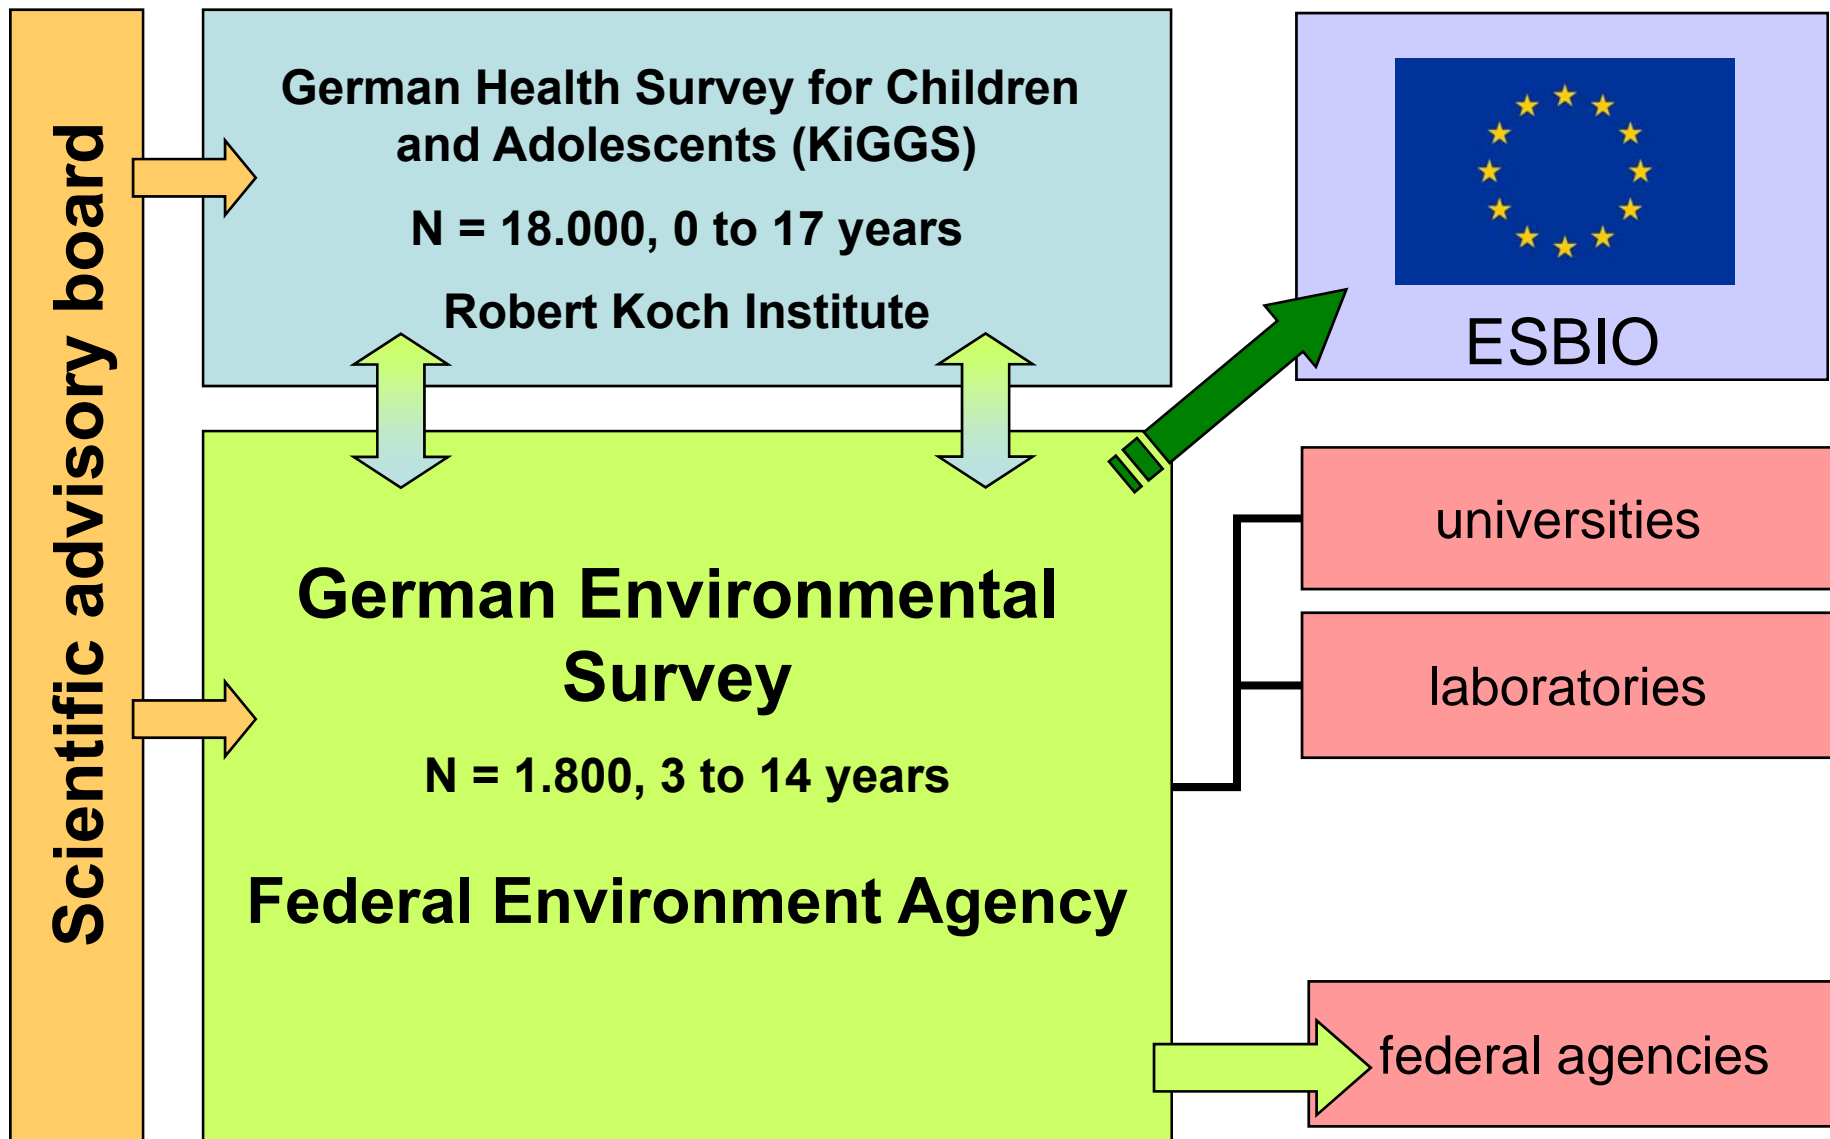 Scientific advisory board
German Health Survey for Children
and Adolescents (KiGGS)
N = 18.000, 0 to 17 years
Robert Koch Institute
ESBIO
German Environmental
Survey
N = 1.800, 3 to 14 years
Federal Environment Agency
universities
laboratories
federal agencies